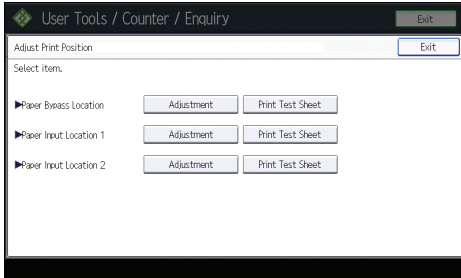 User Tools / Counter / Enquiry Exit
Adjust Print Position Exit
Select item.
▶Paper Bypass Location Adjustment Print Test Sheet
▶Paper Input Location 1 Adjustment Print Test Sheet
▶Paper Input Location 2 Adjustment Print Test Sheet